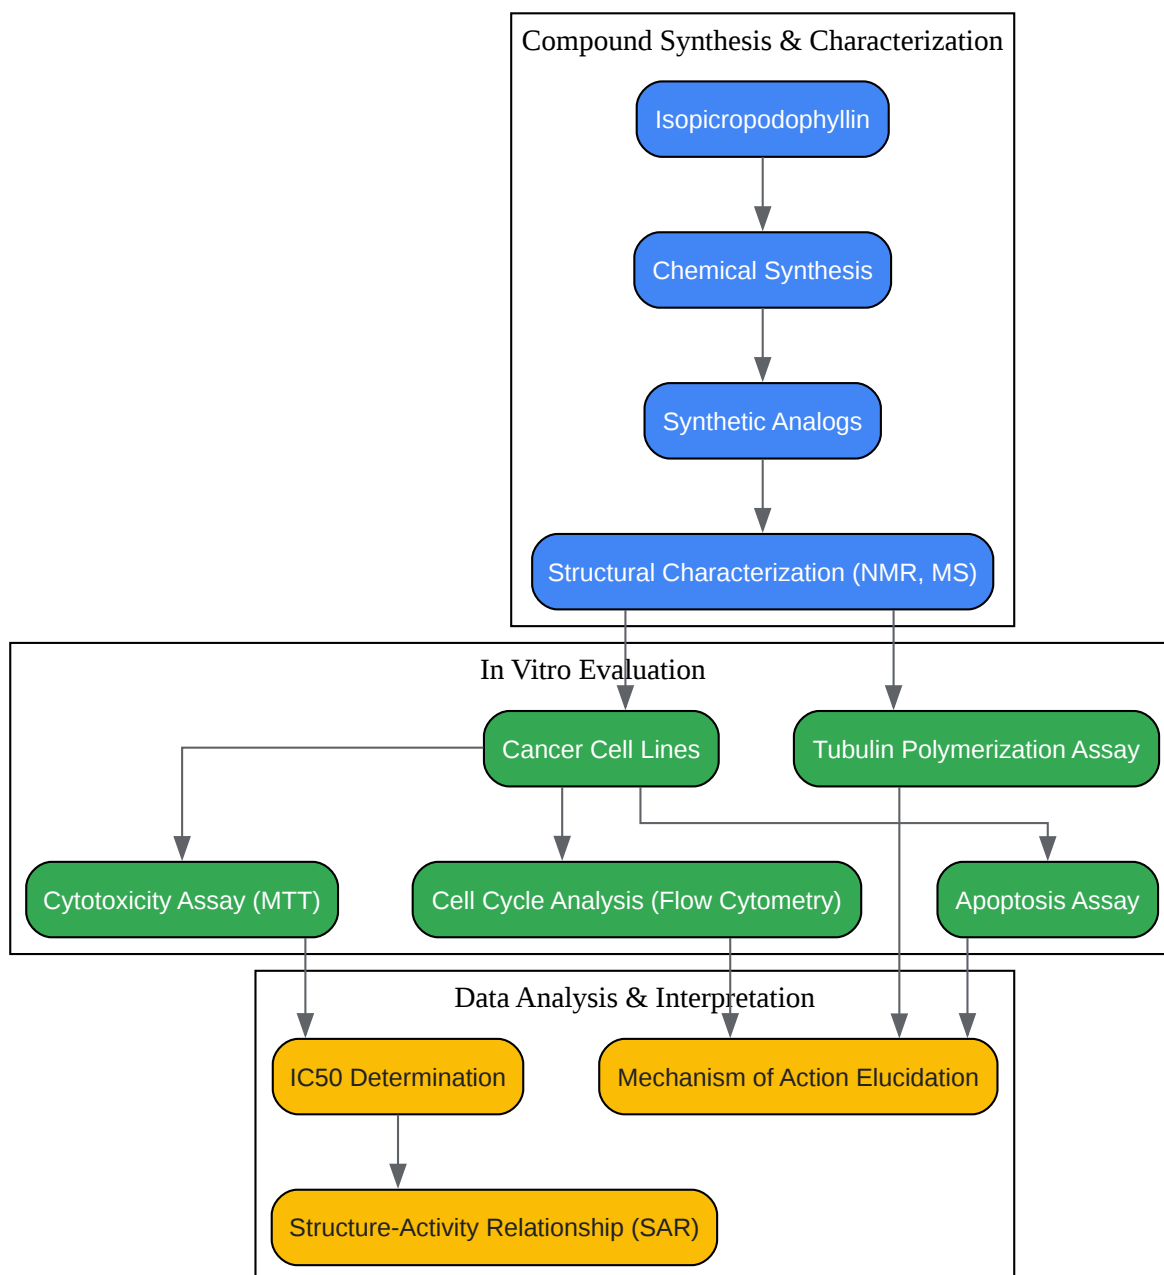 Compound Synthesis & Characterization
Isopicropodophyllin
Chemical Synthesis
Synthetic Analogs
Structural Characterization (NMR, MS)
In Vitro Evaluation
Cancer Cell Lines
Tubulin Polymerization Assay
Cytotoxicity Assay (MTT)
Cell Cycle Analysis (Flow Cytometry)
Apoptosis Assay
Data Analysis & Interpretation
IC50 Determination
Mechanism of Action Elucidation
Structure-Activity Relationship (SAR)